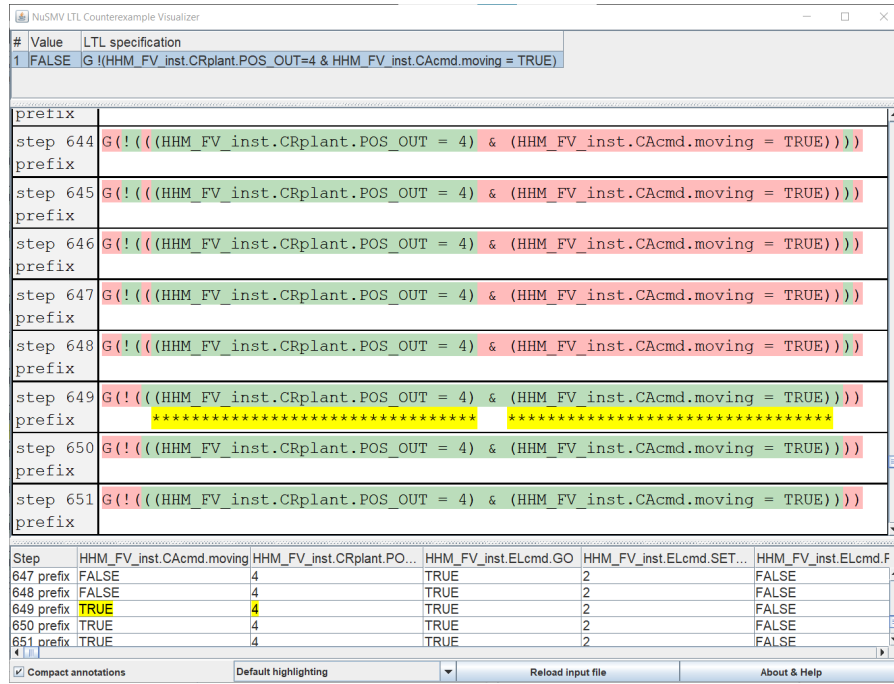 NuSMV LTL Counterexample Visualizer
# Value LTL specification
1 FALSE G !(HHM_FV_inst.CRplant.POS_OUT=4 & HHM_FV_inst.CAcmd.moving = TRUE)
prefix
step 644 G(!(((HHM_FV_inst.CRplant.POS_OUT = 4) & (HHM_FV_inst.CAcmd.moving = TRUE))))
prefix
step 645 G(!(((HHM_FV_inst.CRplant.POS_OUT = 4) & (HHM_FV_inst.CAcmd.moving = TRUE))))
prefix
step 646 G(!(((HHM_FV_inst.CRplant.POS_OUT = 4) & (HHM_FV_inst.CAcmd.moving = TRUE))))
prefix
step 647 G(!(((HHM_FV_inst.CRplant.POS_OUT = 4) & (HHM_FV_inst.CAcmd.moving = TRUE))))
prefix
step 648 G(!(((HHM_FV_inst.CRplant.POS_OUT = 4) & (HHM_FV_inst.CAcmd.moving = TRUE))))
prefix
step 649 G(!(((HHM_FV_inst.CRplant.POS_OUT = 4) & (HHM_FV_inst.CAcmd.moving = TRUE))))
prefix ********************************* *********************************
step 650 G(!(((HHM_FV_inst.CRplant.POS_OUT = 4) & (HHM_FV_inst.CAcmd.moving = TRUE))))
prefix
step 651 G(!(((HHM_FV_inst.CRplant.POS_OUT = 4) & (HHM_FV_inst.CAcmd.moving = TRUE))))
prefix
Step HHM_FV_inst.CAcmd.moving HHM_FV_inst.CRplant.PO... HHM_FV_inst.ELcmd.GO HHM_FV_inst.ELcmd.SET... HHM_FV_inst.ELcmd.F
647 prefix FALSE 4 TRUE 2 FALSE
648 prefix FALSE 4 TRUE 2 FALSE
649 prefix TRUE 4 TRUE 2 FALSE
650 prefix TRUE 4 TRUE 2 FALSE
651 prefix TRUE 4 TRUE 2 FALSE
Compact annotations Default highlighting Reload input file About & Help